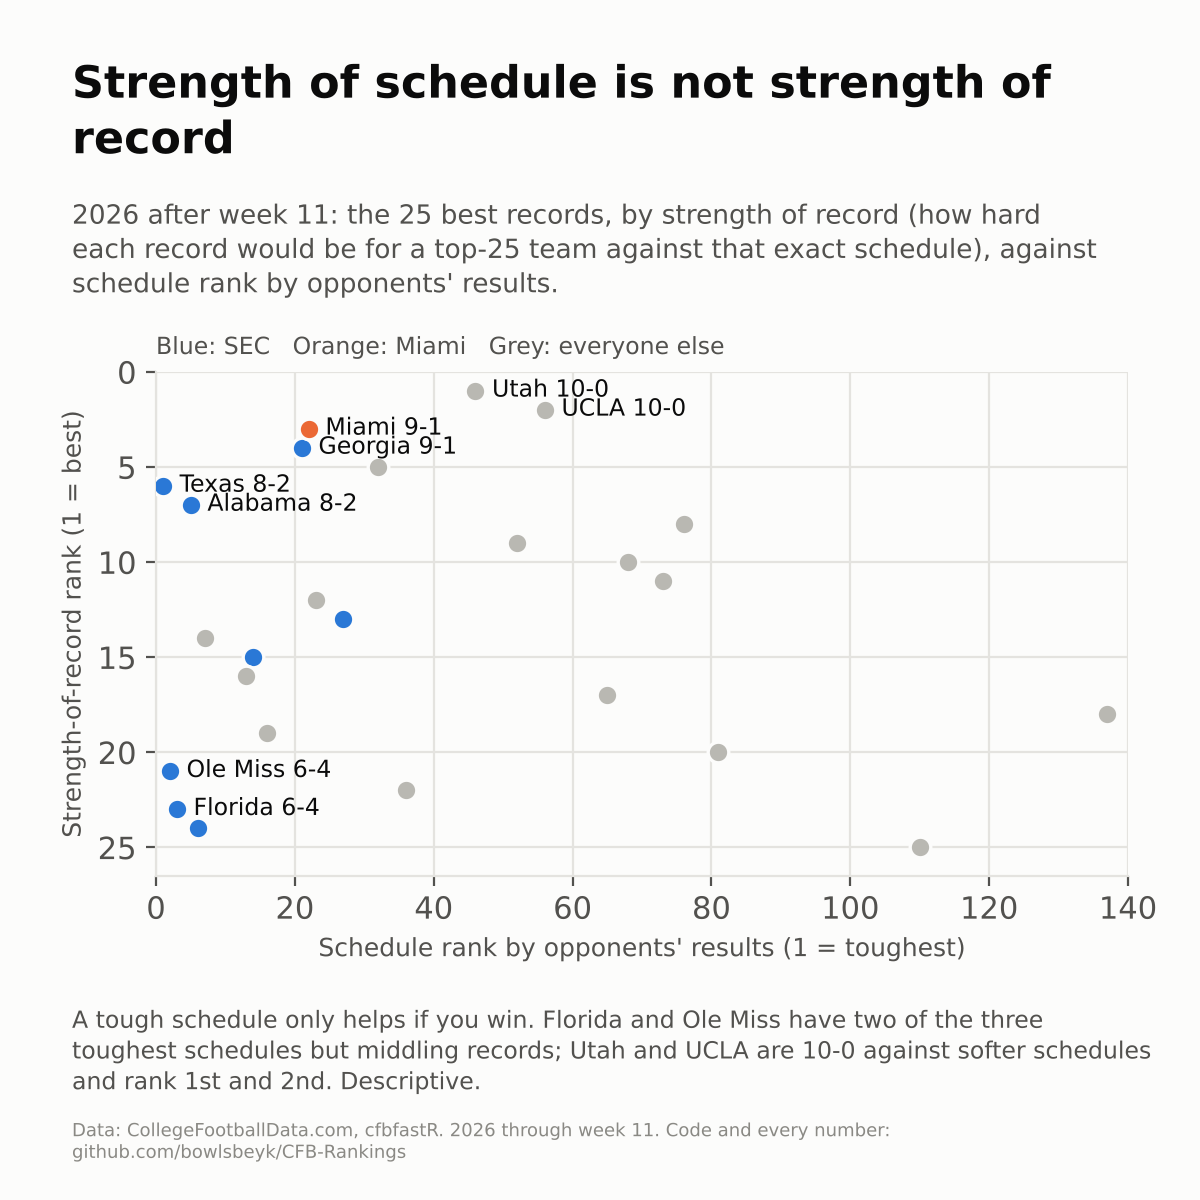 Strength of schedule is not strength of
record
2026 after week 11: the 25 best records, by strength of record (how hard
each record would be for a top-25 team against that exact schedule), against
schedule rank by opponents' results.
Blue: SEC   Orange: Miami   Grey: everyone else
Strength-of-record rank (1 = best)
0
5
10
15
20
25
Utah 10-0
UCLA 10-0
Miami 9-1
Georgia 9-1
Texas 8-2
Alabama 8-2
Ole Miss 6-4
Florida 6-4
0 20 40 60 80 100 120 140
Schedule rank by opponents' results (1 = toughest)
A tough schedule only helps if you win. Florida and Ole Miss have two of the three
toughest schedules but middling records; Utah and UCLA are 10-0 against softer schedules
and rank 1st and 2nd. Descriptive.
Data: CollegeFootballData.com, cfbfastR. 2026 through week 11. Code and every number:
github.com/bowlsbeyk/CFB-Rankings